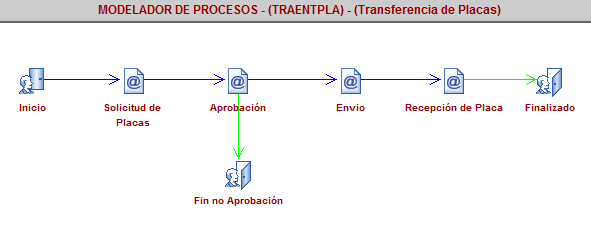 MODELADOR DE PROCESOS - (TRAENTPLA) - (Transferencia de Placas)
Inicio
Solicitud de
Placas
Aprobación
Envio
Recepción de Placa
Finalizado
Fin no Aprobación